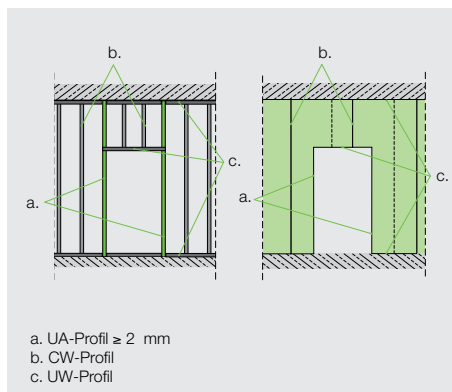 b.
b.
a.
c.
a.
c.
a. UA-Profil ≥ 2 mm
b. CW-Profil
c. UW-Profil